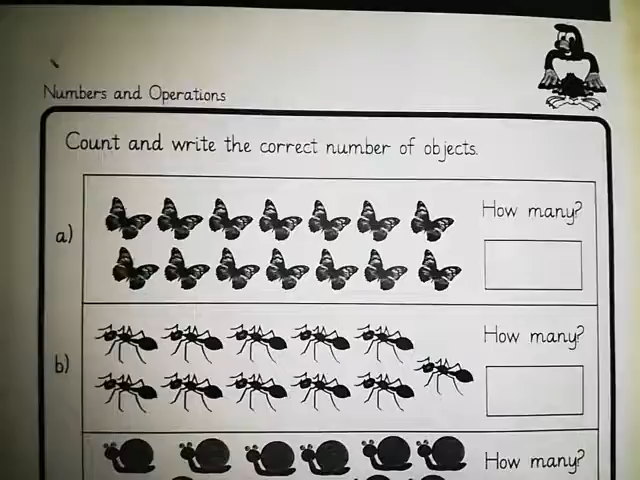 Numbers and Operations
Count and write the correct number of objects.
a)
How many?
b)
How many?
How many?